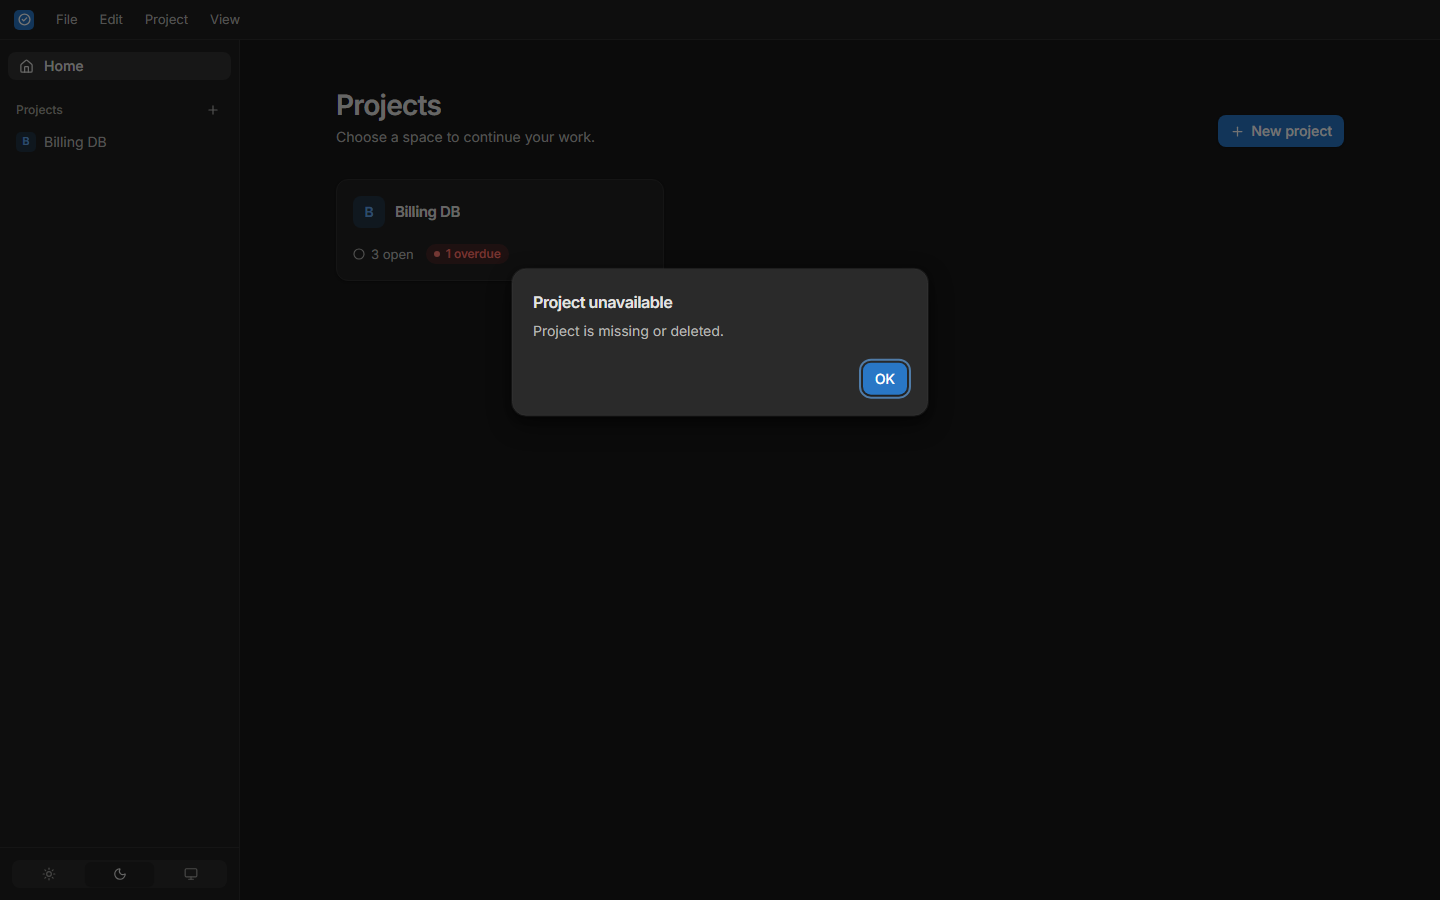 File Edit Project View
Home
Projects
B Billing DB
Projects
Choose a space to continue your work.
New project
B Billing DB
3 open 1 overdue
Project unavailable
Project is missing or deleted.
OK